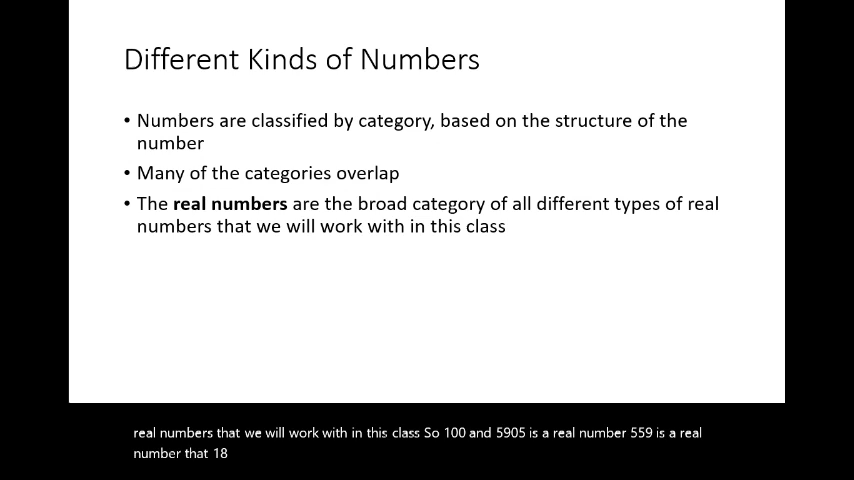 Different Kinds of Numbers
• Numbers are classified by category, based on the structure of the
number
• Many of the categories overlap
• The real numbers are the broad category of all different types of real
numbers that we will work with in this class
real numbers that we will work with in this class So 100 and 5905 is a real number 559 is a real
number that 18